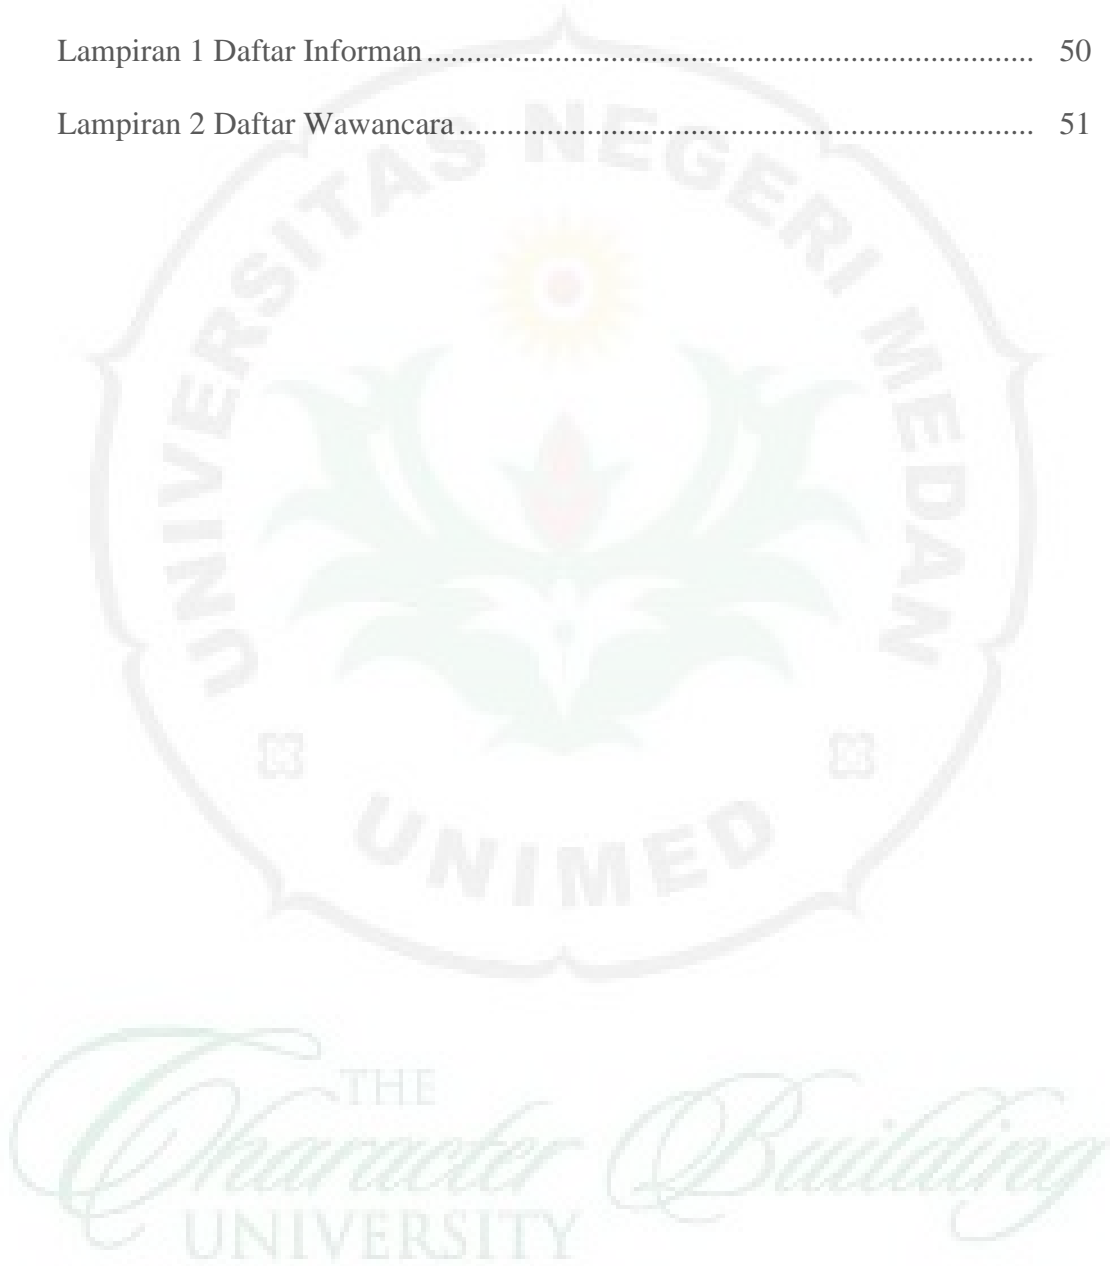 Lampiran 1 Daftar Informan ........................................................................... 50
Lampiran 2 Daftar Wawancara ....................................................................... 51
UNIVERSITAS NEGERI MEDAN
UNIMED
THE
Character Building
UNIVERSITY